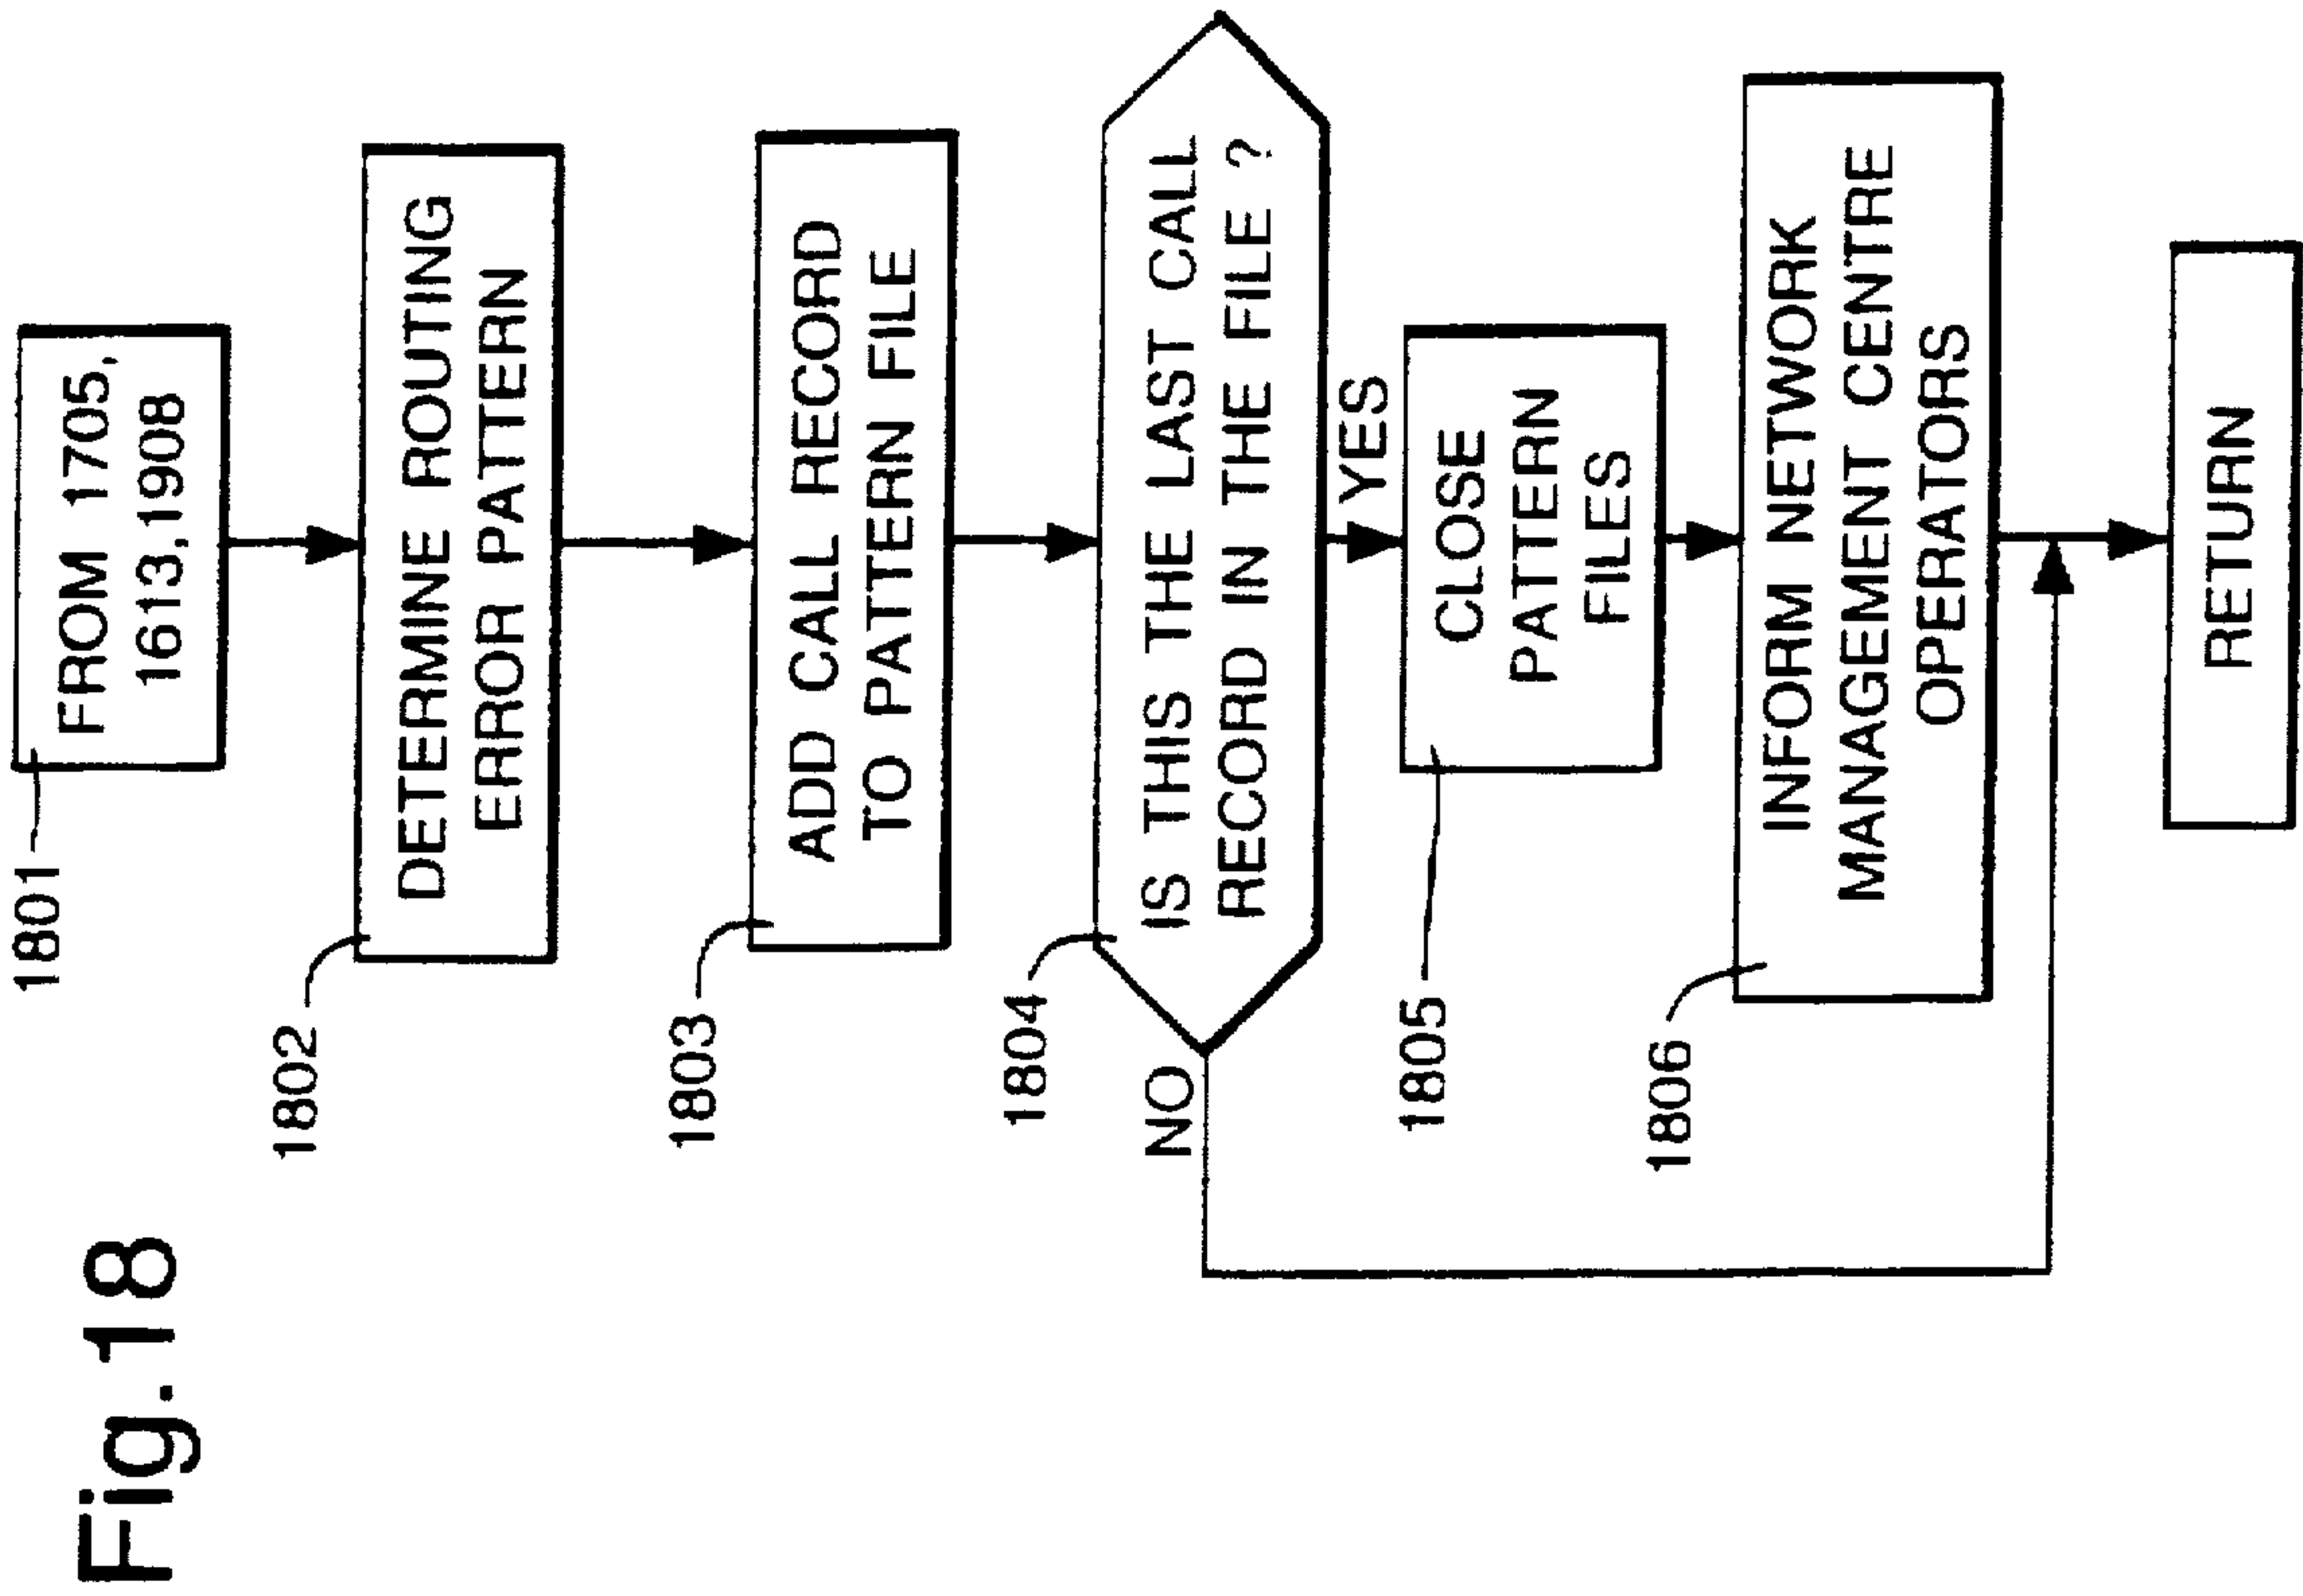 Fig.18
1801
FROM 1705,
1613,1908
1802
DETERMINE ROUTING
ERROR PATTERN
1803
ADD CALL RECORD
TO PATTERN FILE
1804
IS THIS THE LAST CALL
RECORD IN THE FILE ?
NO
YES
1805
CLOSE
PATTERN
FILES
1806
INFORM NETWORK
MANAGEMENT CENTRE
OPERATORS
RETURN